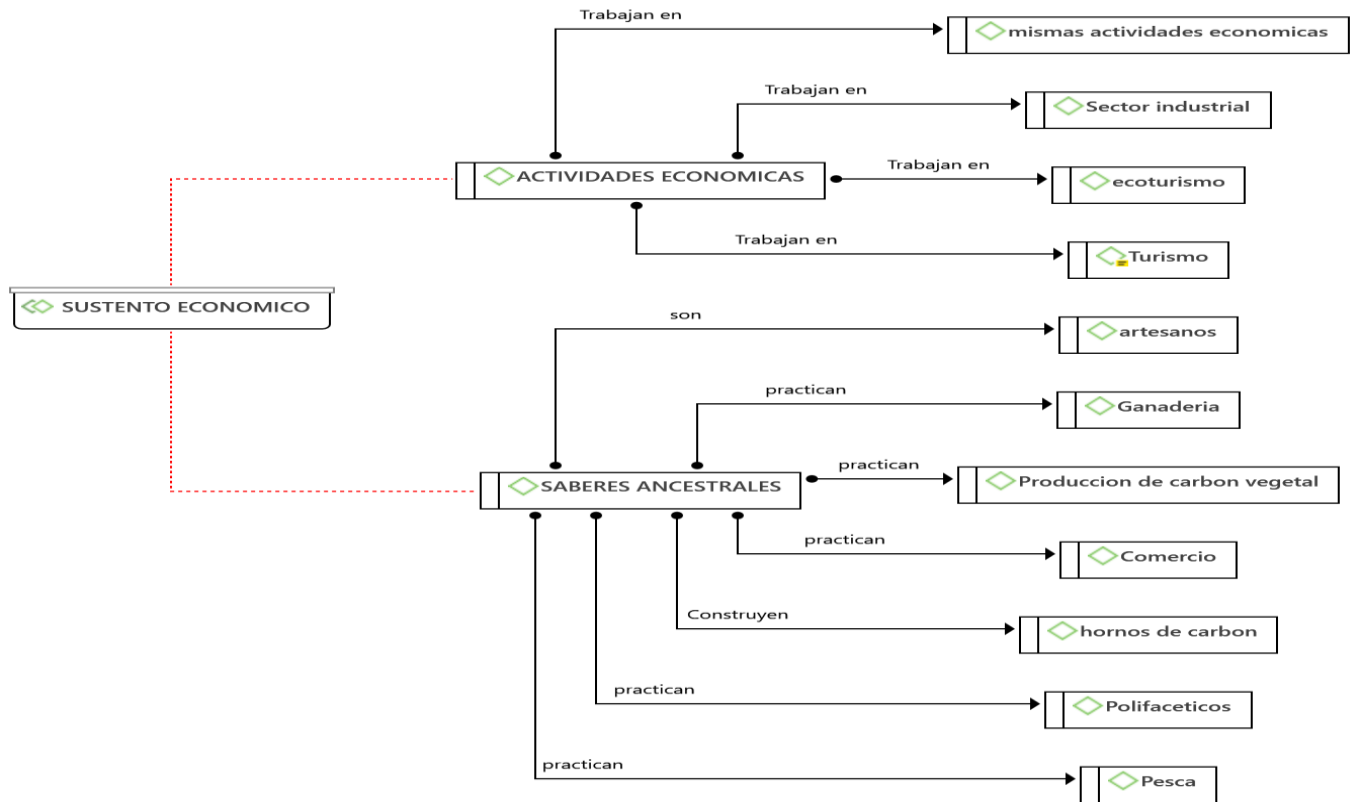 Trabajan en
mismas actividades economicas
Trabajan en
Sector industrial
ACTIVIDADES ECONOMICAS
Trabajan en
ecoturismo
Trabajan en
Turismo
SUSTENTO ECONOMICO
son
artesanos
practican
Ganaderia
SABERES ANCESTRALES
practican
Produccion de carbon vegetal
practican
Comercio
Construyen
hornos de carbon
practican
Polifaceticos
practican
Pesca